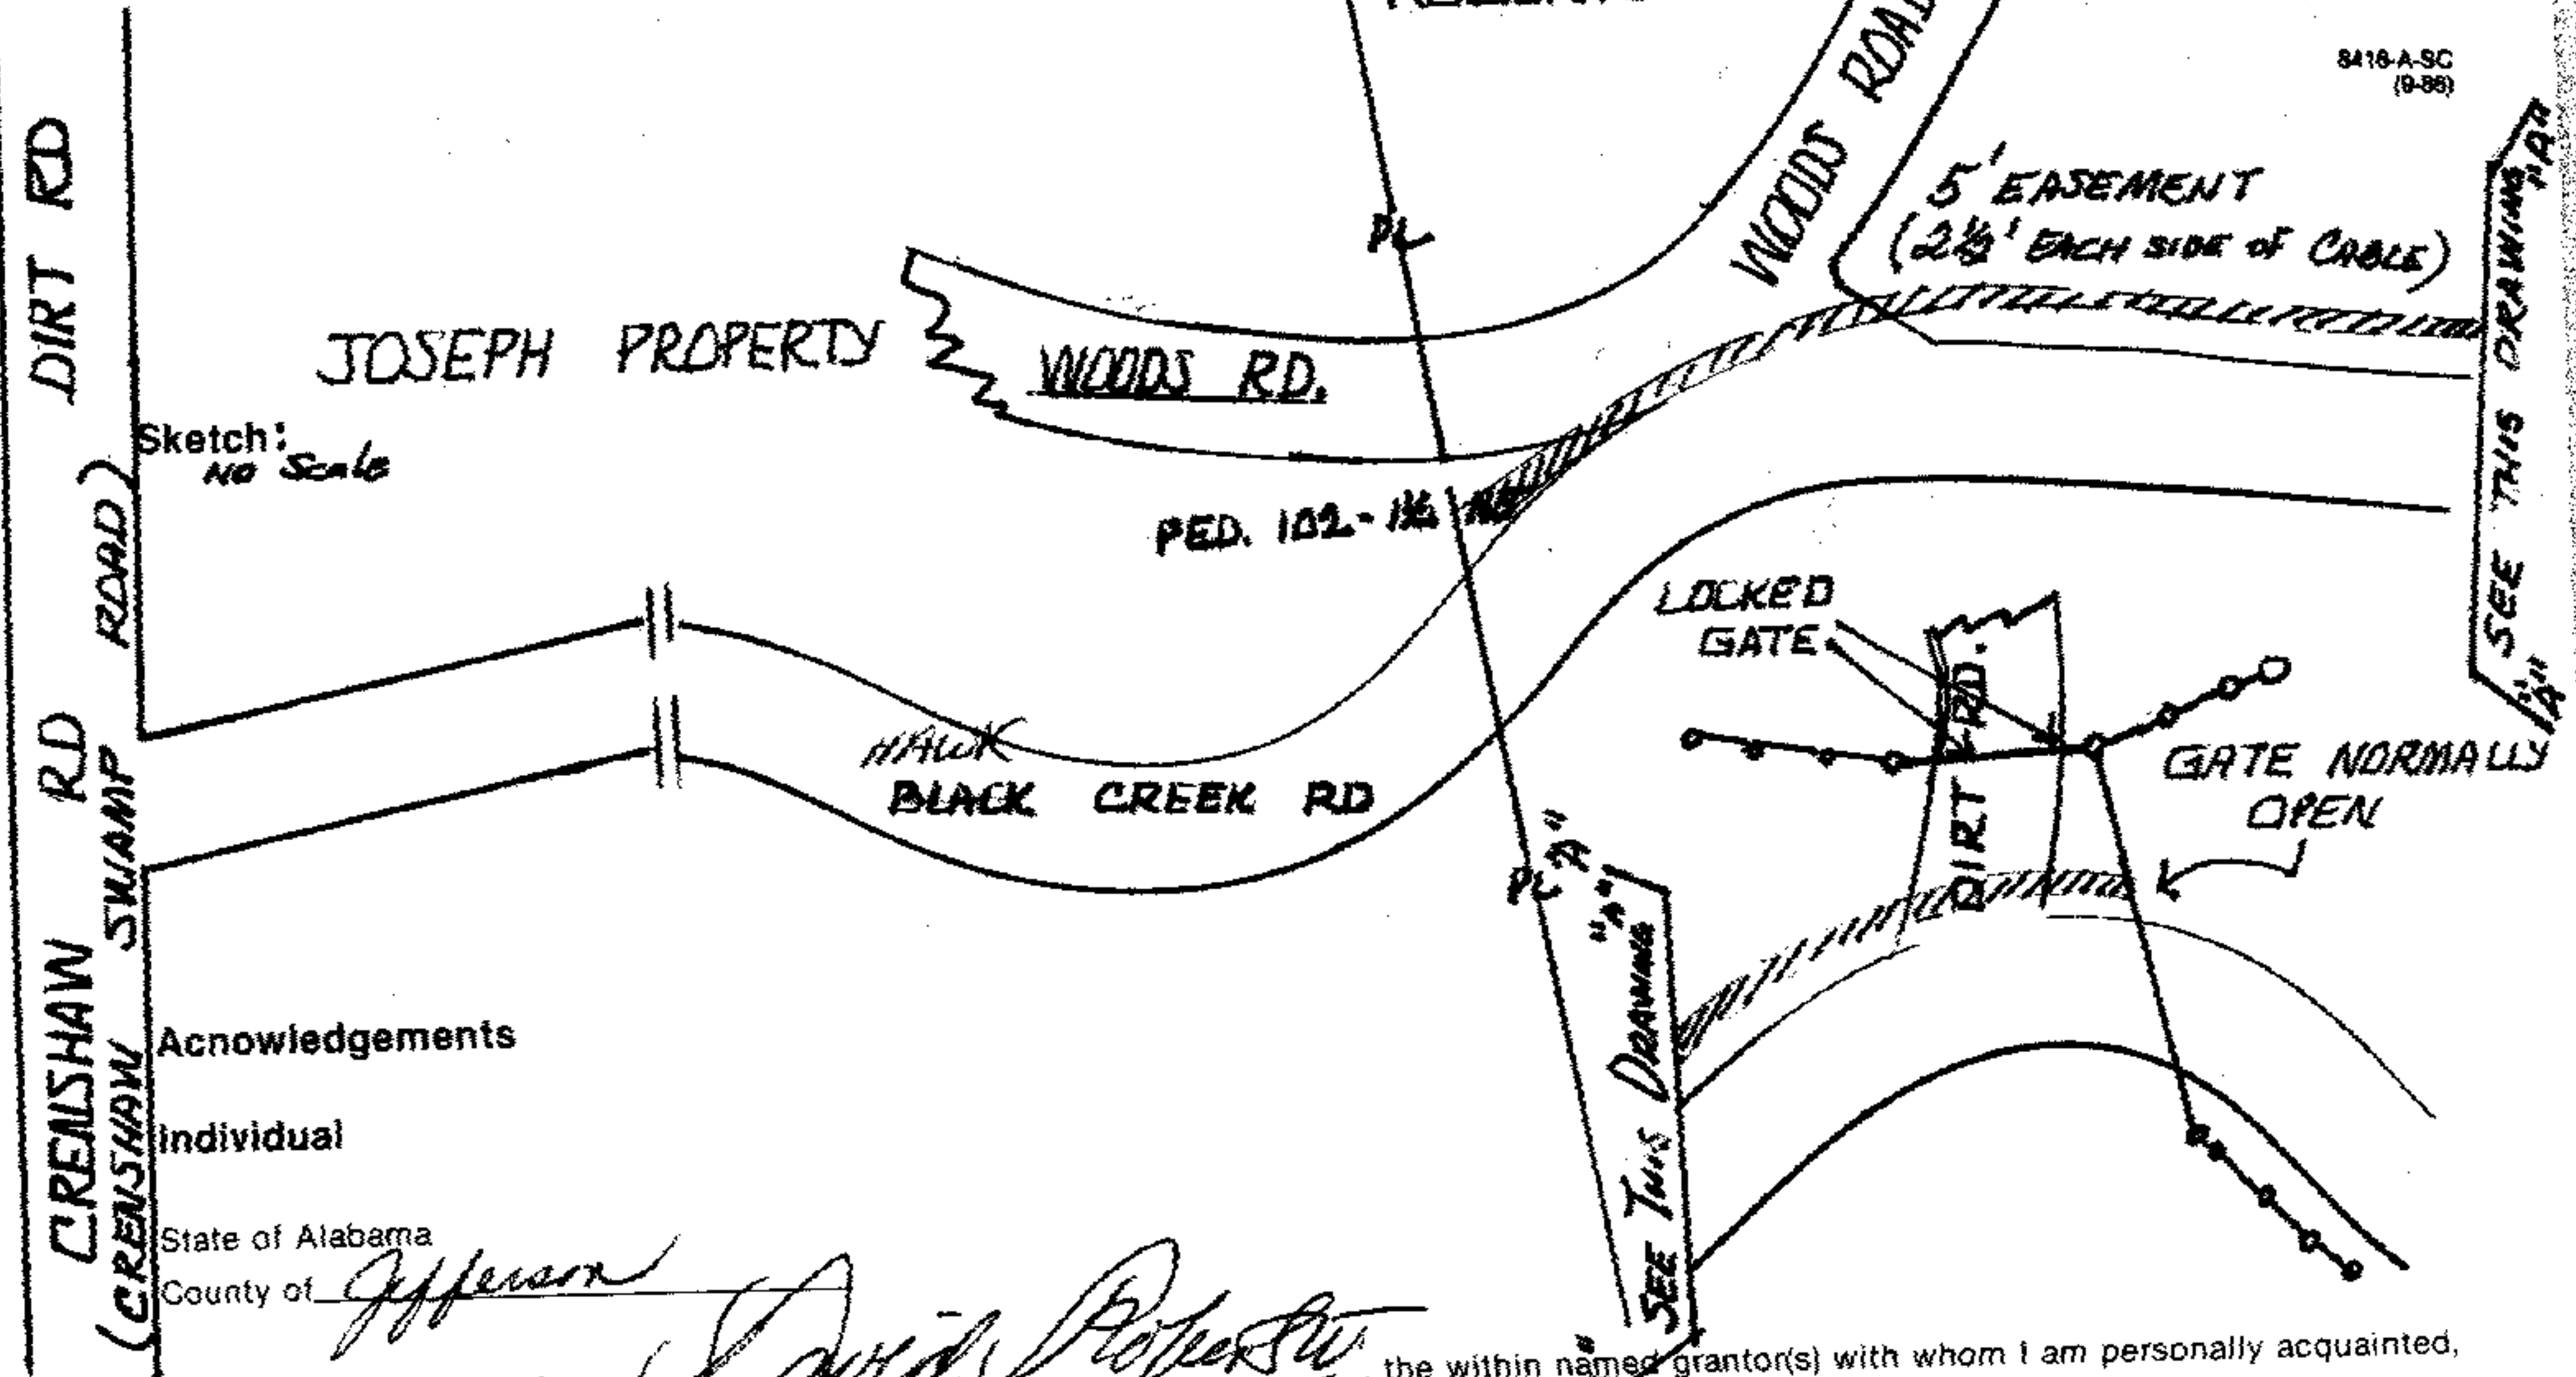 8416-A-SC
(9-86)
WOODS ROAD
5' EASEMENT
(2½' EACH SIDE OF CABLE)
SEE THIS DRAWING "A"
"A"
PL
JOSEPH PROPERTY
WOODS RD.
DIRT RD
Sketch:
NO Scale
PED. 102-
LOCKED
GATE
DIRT RD.
GATE NORMALLY
OPEN
HAWK
BLACK CREEK RD
PL
"A"
SEE THIS DRAWING "A"
CRENSHAW RD
(CRENSHAW SWAMP ROAD)
Acnowledgements
Individual
State of Alabama
County of Jefferson
David Roberts
the within named grantor(s) with whom I am personally acquainted,